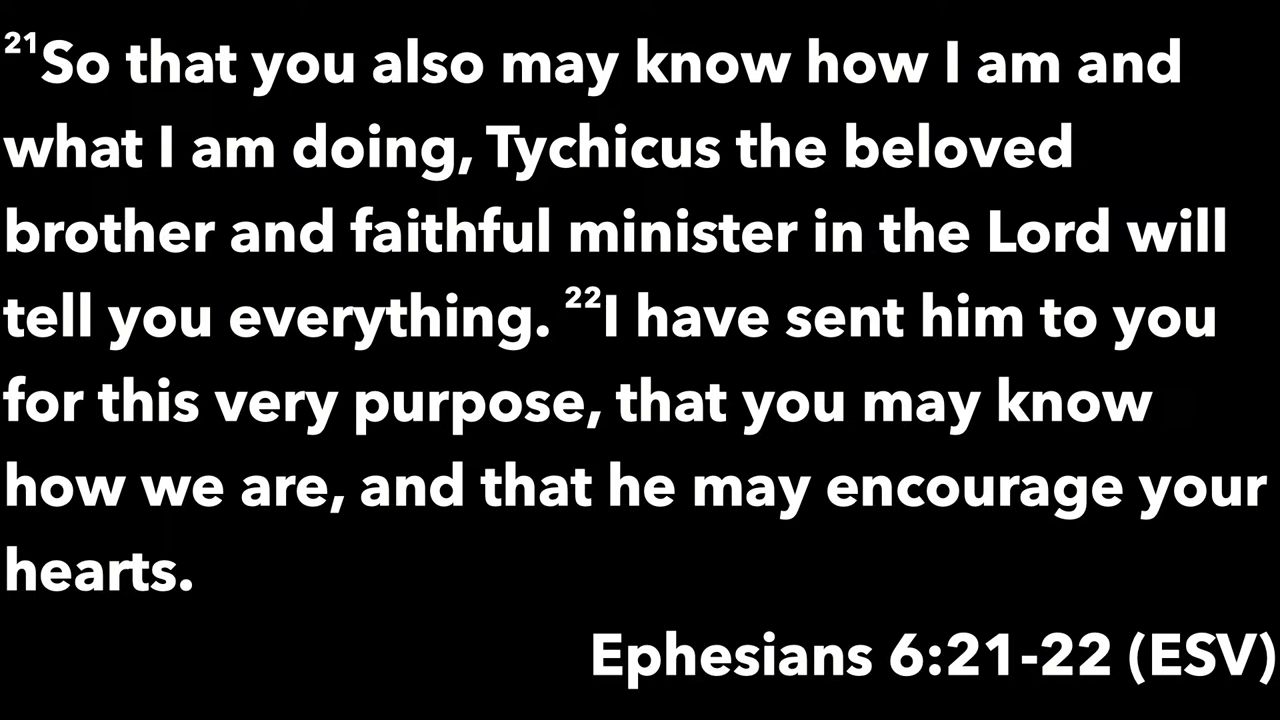 ²¹So that you also may know how I am and
what I am doing, Tychicus the beloved
brother and faithful minister in the Lord will
tell you everything. ²²I have sent him to you
for this very purpose, that you may know
how we are, and that he may encourage your
hearts.
Ephesians 6:21-22 (ESV)